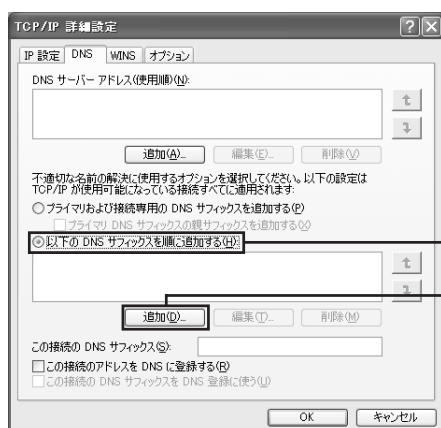 TCP/IP 詳細設定
IP 設定 DNS WINS オプション
DNS サーバー アドレス(使用順)(N):
追加(A)... 編集(E)... 削除(V)
不適切な名前の解決に使用するオプションを選択してください。以下の設定は
TCP/IP が使用可能になっている接続すべてに適用されます:
プライマリおよび接続専用の DNS サフィックスを追加する(P)
プライマリ DNS サフィックスの親サフィックスを追加する(X)
以下の DNS サフィックスを順に追加する(H):
追加(D)... 編集(T)... 削除(M)
この接続の DNS サフィックス(S):
この接続のアドレスを DNS に登録する(R)
この接続の DNS サフィックスを DNS 登録に使う(U)
OK キャンセル